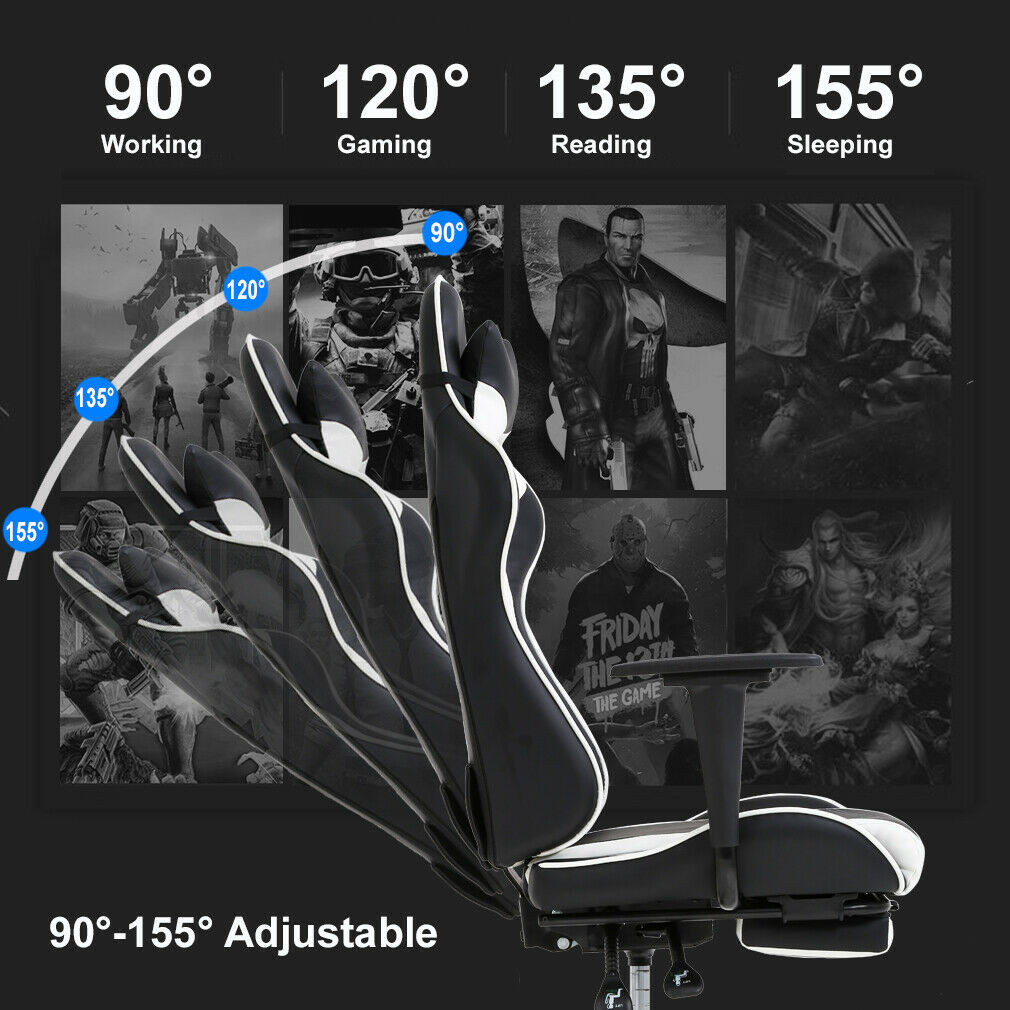 90° 120° 135° 155°
Working Gaming Reading Sleeping
90°
120°
135°
155°
FRIDAY
THE 13TH
THE GAME
90°-155° Adjustable